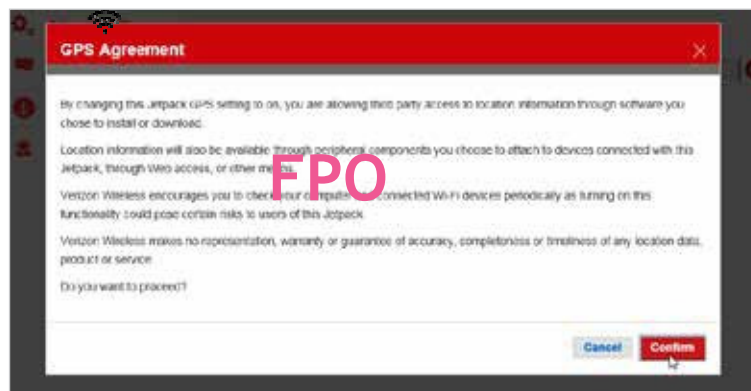 GPS Agreement
By changing this Jetpack GPS setting to on, you are allowing third party access to location information through software you
chose to install or download.
Location information will also be available through peripheral components you choose to attach to devices connected with this
Jetpack, through Web access, or other means.
FPO
Verizon Wireless encourages you to check your computer connected Wi-Fi devices periodically as turning on this
functionality could pose certain risks to users of this Jetpack
Verizon Wireless makes no representation, warranty or guarantee of accuracy, completeness or timeliness of any location data,
product or service
Do you want to proceed?
Cancel Confirm